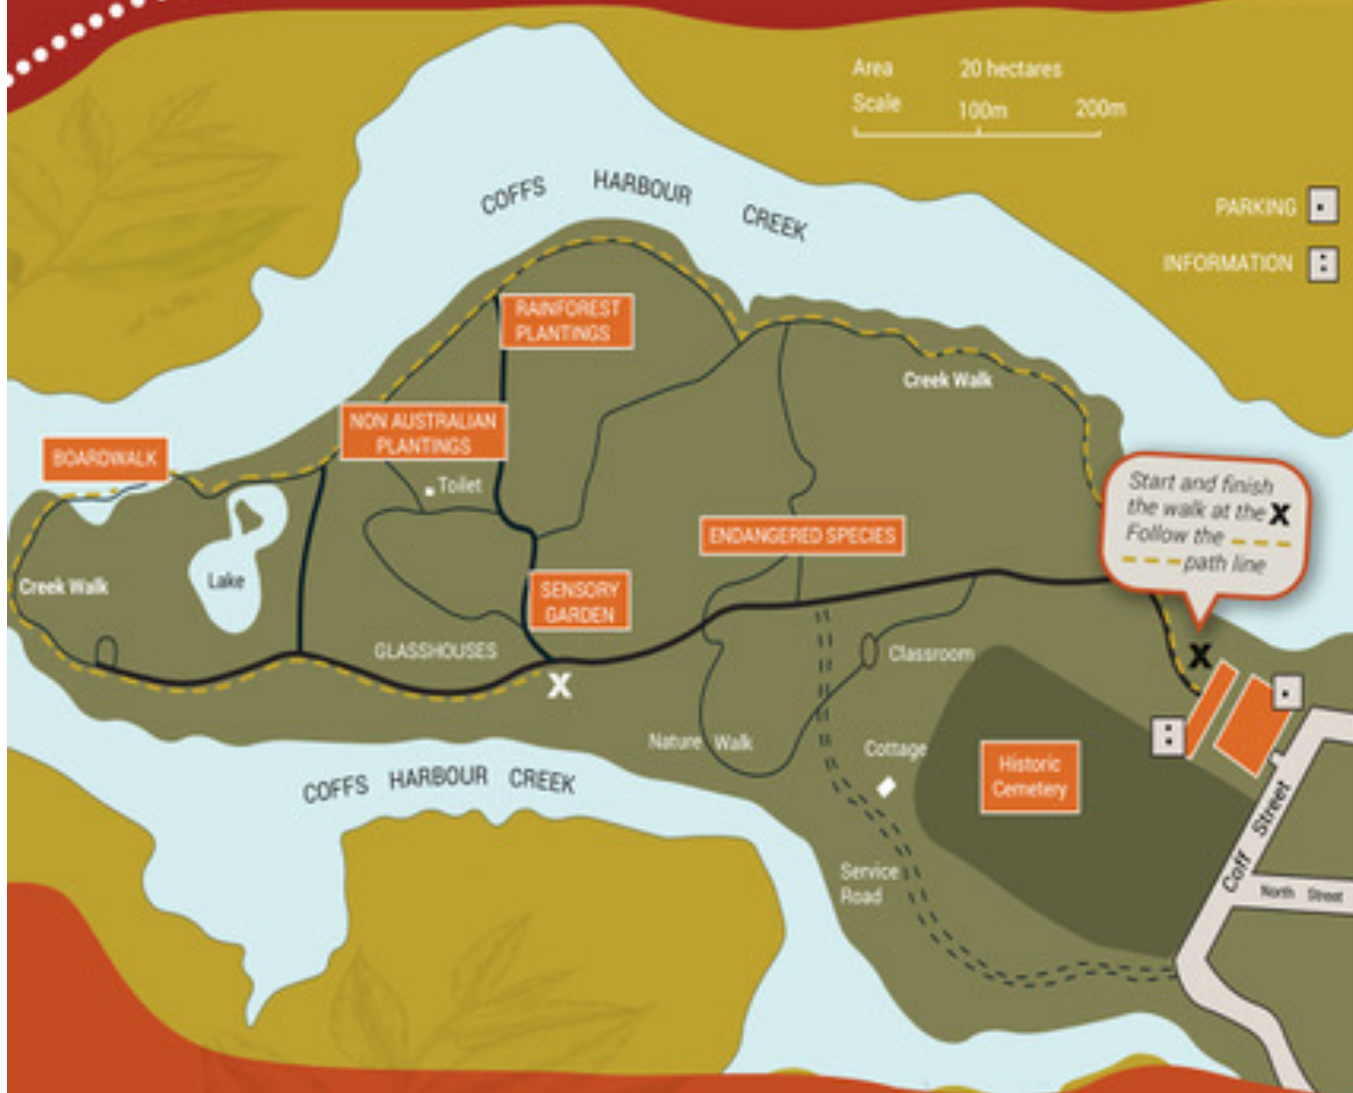 Area 20 hectares
Scale 100m 200m
COFFS HARBOUR CREEK
PARKING
INFORMATION
RAINFOREST
PLANTINGS
Creek Walk
NON AUSTRALIAN
PLANTINGS
BOARDWALK
Toilet
Start and finish
the walk at the X
Follow the
path line
ENDANGERED SPECIES
Creek Walk
Lake
SENSORY
GARDEN
GLASSHOUSES
Classroom
X
X
Nature Walk
Cottage
Historic
Cemetery
COFFS HARBOUR CREEK
Coff Street
Service
Road
North Street